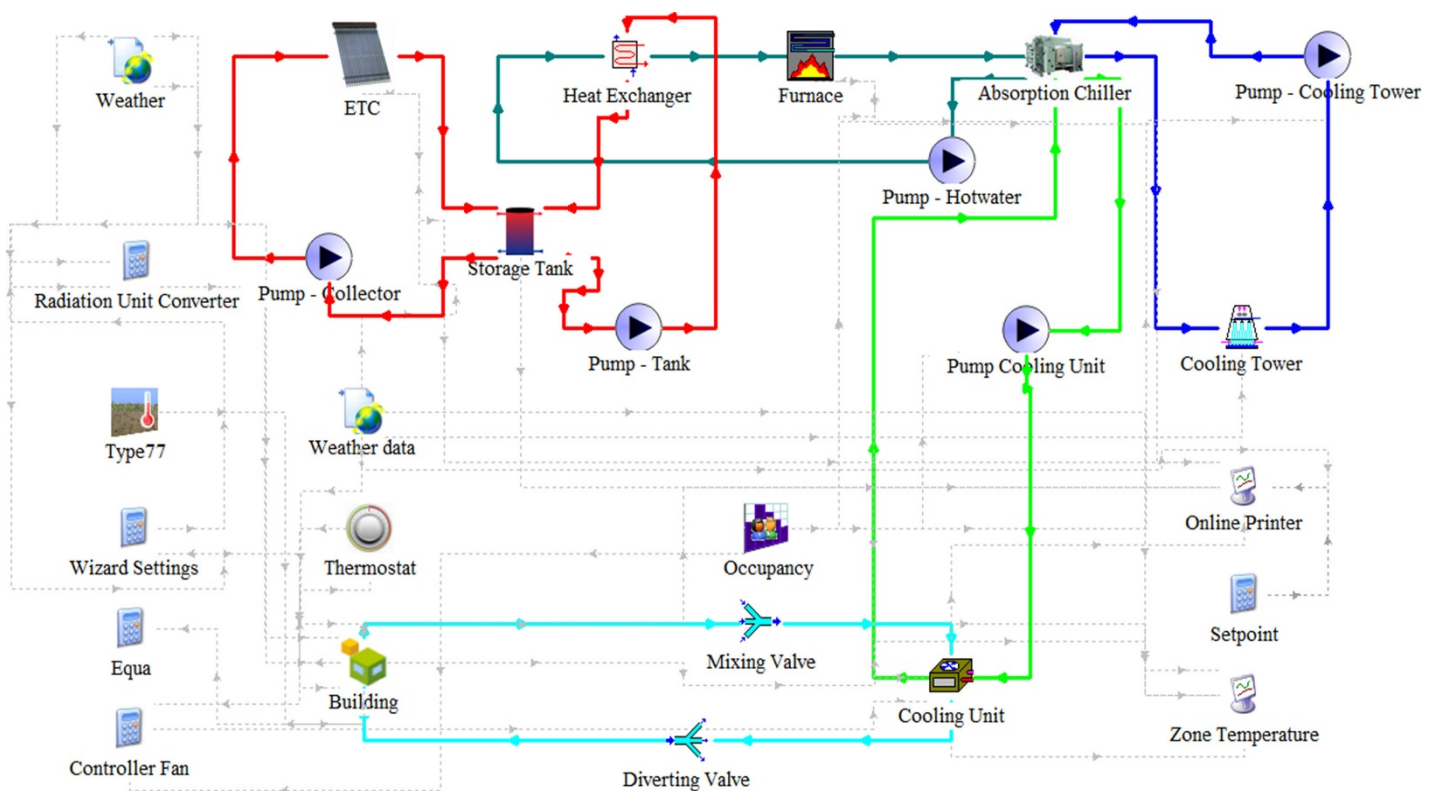 Weather
ETC
Heat Exchanger
Furnace
Absorption Chiller
Pump - Cooling Tower
Pump - Hotwater
Storage Tank
Radiation Unit Converter
Pump - Collector
Pump - Tank
Pump Cooling Unit
Cooling Tower
Type77
Weather data
Online Printer
Wizard Settings
Thermostat
Occupancy
Setpoint
Equa
Mixing Valve
Building
Cooling Unit
Zone Temperature
Controller Fan
Diverting Valve